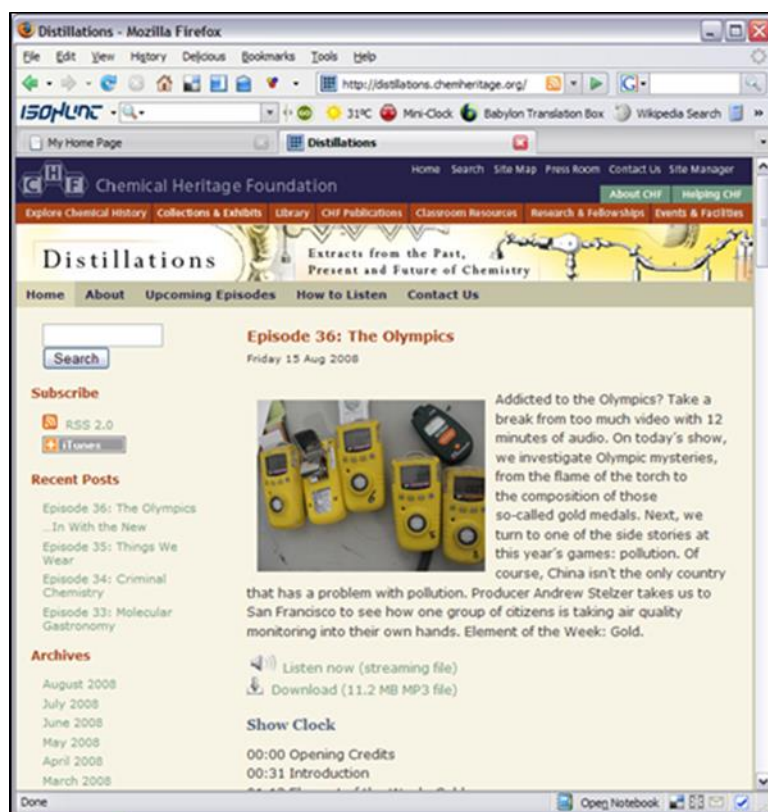 Distillations - Mozilla Firefox
File Edit View History Delicious Bookmarks Tools Help
http://distillations.chemheritage.org/
ISOHUNT 31°C Mini-Clock Babylon Translation Box Wikipedia Search »
My Home Page Distillations
Home Search Site Map Press Room Contact Us Site Manager
CHF Chemical Heritage Foundation
About CHF Helping CHF
Explore Chemical History Collections & Exhibits Library CHF Publications Classroom Resources Research & Fellowships Events & Facilities
Distillations
Extracts from the Past,
Present and Future of Chemistry
Home About Upcoming Episodes How to Listen Contact Us
Search
Subscribe
RSS 2.0
iTunes
Recent Posts
Episode 36: The Olympics
...In With the New
Episode 35: Things We
Wear
Episode 34: Criminal
Chemistry
Episode 33: Molecular
Gastronomy
Archives
August 2008
July 2008
June 2008
May 2008
April 2008
March 2008
Episode 36: The Olympics
Friday 15 Aug 2008
Addicted to the Olympics? Take a
break from too much video with 12
minutes of audio. On today's show,
we investigate Olympic mysteries,
from the flame of the torch to
the composition of those
so-called gold medals. Next, we
turn to one of the side stories at
this year's games: pollution. Of
course, China isn't the only country
that has a problem with pollution. Producer Andrew Stelzer takes us to
San Francisco to see how one group of citizens is taking air quality
monitoring into their own hands. Element of the Week: Gold.
Listen now (streaming file)
Download (11.2 MB MP3 file)
Show Clock
00:00 Opening Credits
00:31 Introduction
Done Open Notebook